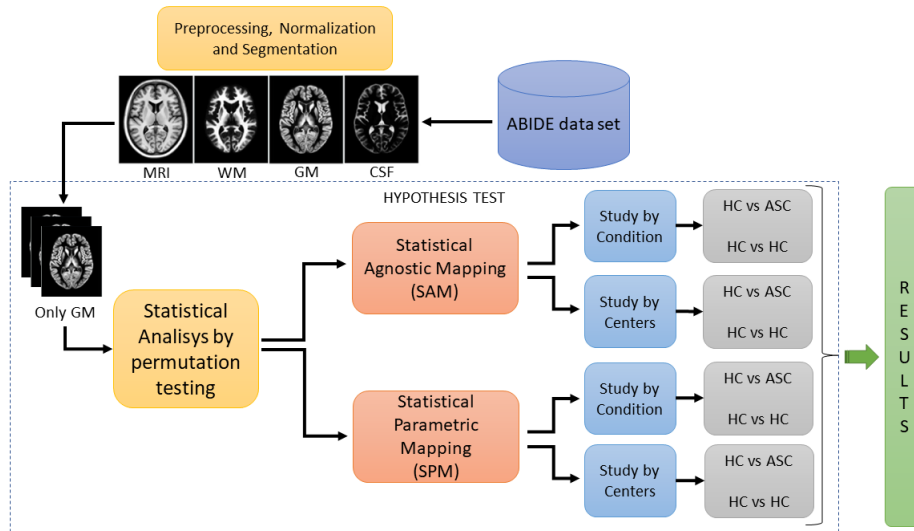 Preprocessing, Normalization
and Segmentation
ABIDE data set
MRI
WM
GM
CSF
HYPOTHESIS TEST
Only GM
Statistical
Analisys by
permutation
testing
Statistical
Agnostic Mapping
(SAM)
Study by
Condition
HC vs ASC
HC vs HC
Study by
Centers
HC vs ASC
HC vs HC
Statistical
Parametric
Mapping
(SPM)
Study by
Condition
HC vs ASC
HC vs HC
Study by
Centers
HC vs ASC
HC vs HC
R
E
S
U
L
T
S